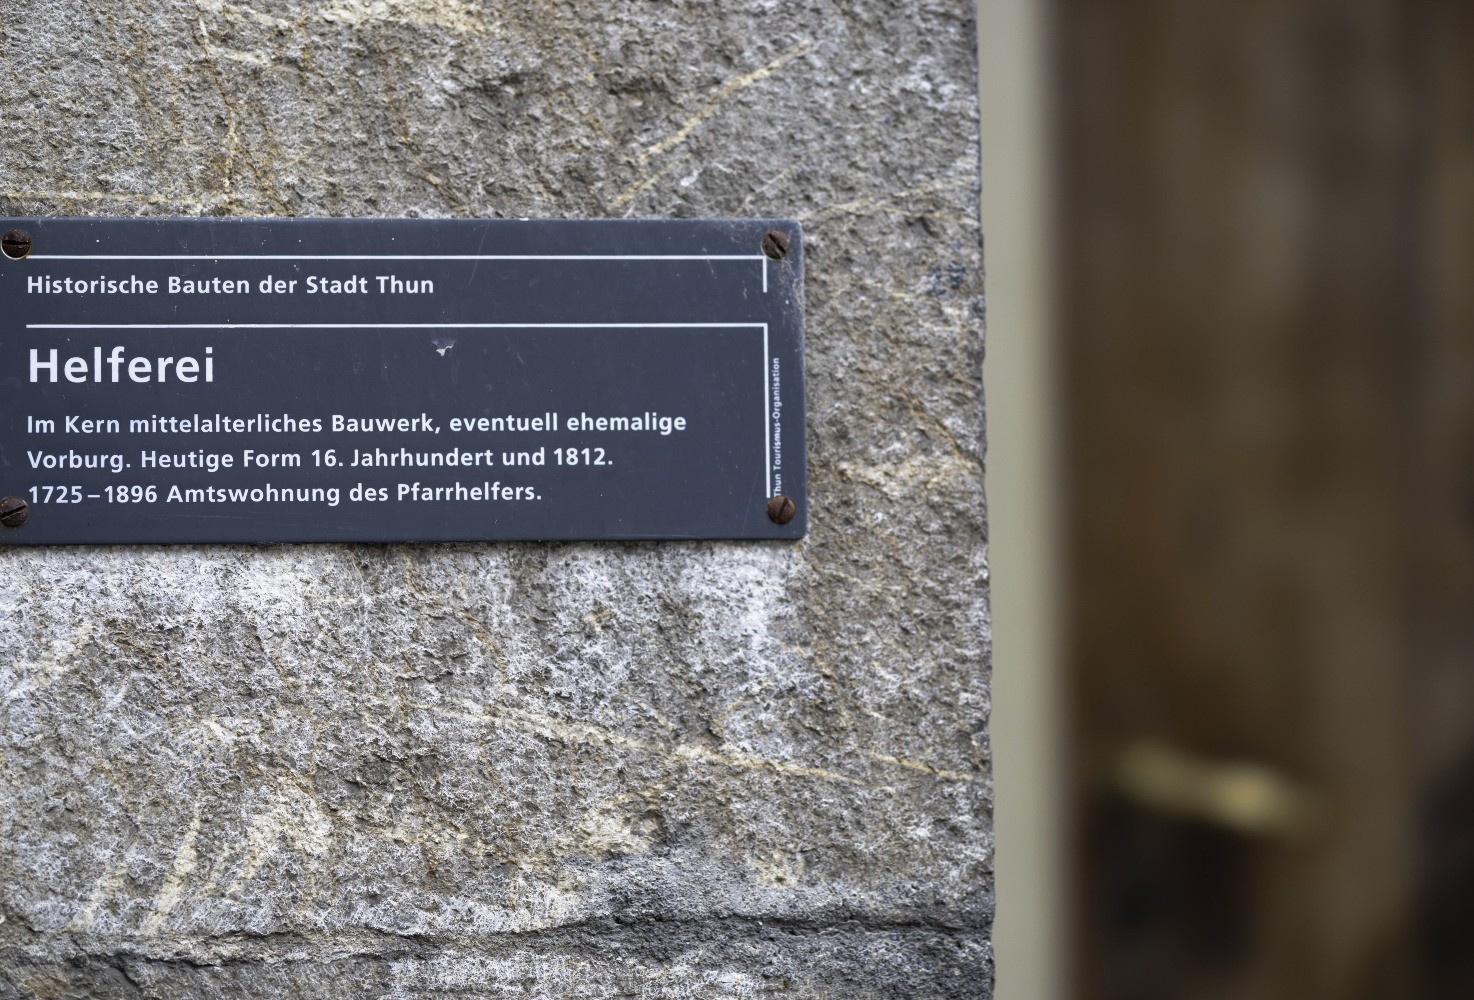 Historische Bauten der Stadt Thun
Helferei
Im Kern mittelalterliches Bauwerk, eventuell ehemalige
Vorburg. Heutige Form 16. Jahrhundert und 1812.
1725–1896 Amtswohnung des Pfarrhelfers.
Thun Tourismus-Organisation